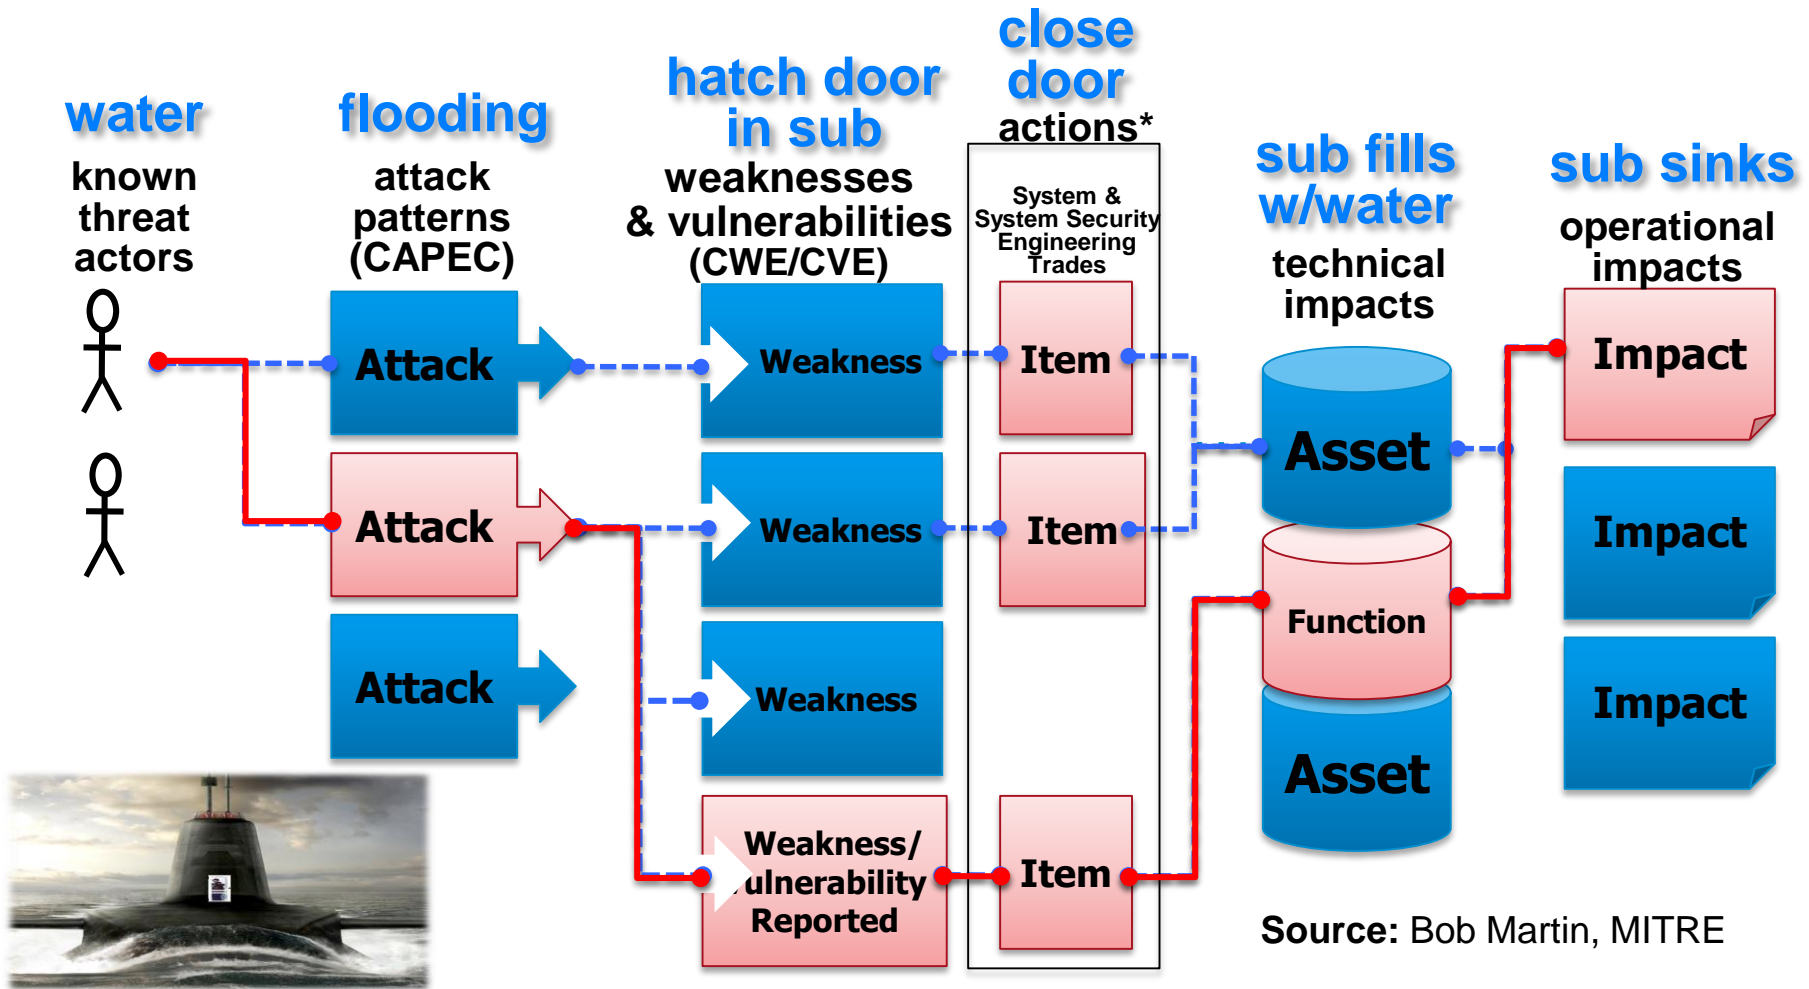 water
known
threat
actors
flooding
attack
patterns
(CAPEC)
hatch door
in sub
weaknesses
& vulnerabilities
(CWE/CVE)
close
door
actions*
System &
System Security
Engineering
Trades
sub fills
w/water
technical
impacts
sub sinks
operational
impacts
Attack
Weakness
Item
Impact
Asset
Attack
Weakness
Item
Impact
Function
Attack
Weakness
Impact
Asset
Weakness/
Vulnerability
Reported
Item
Source: Bob Martin, MITRE